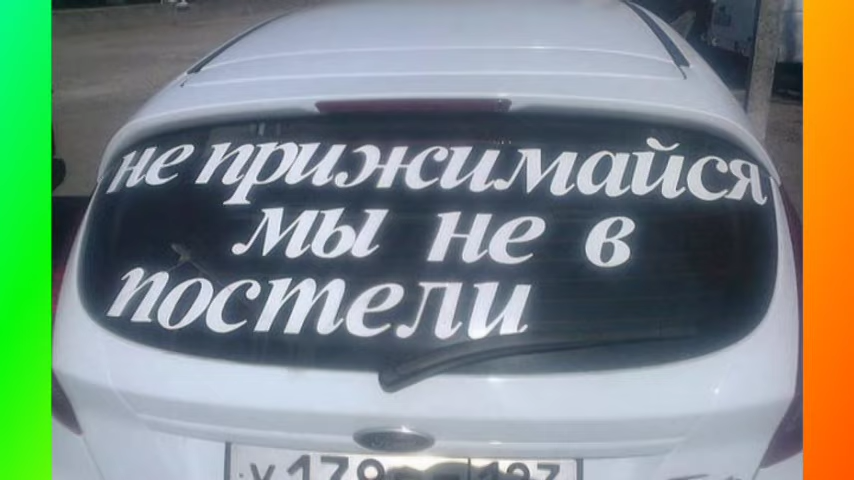 не прижимайся
мы не в
постели